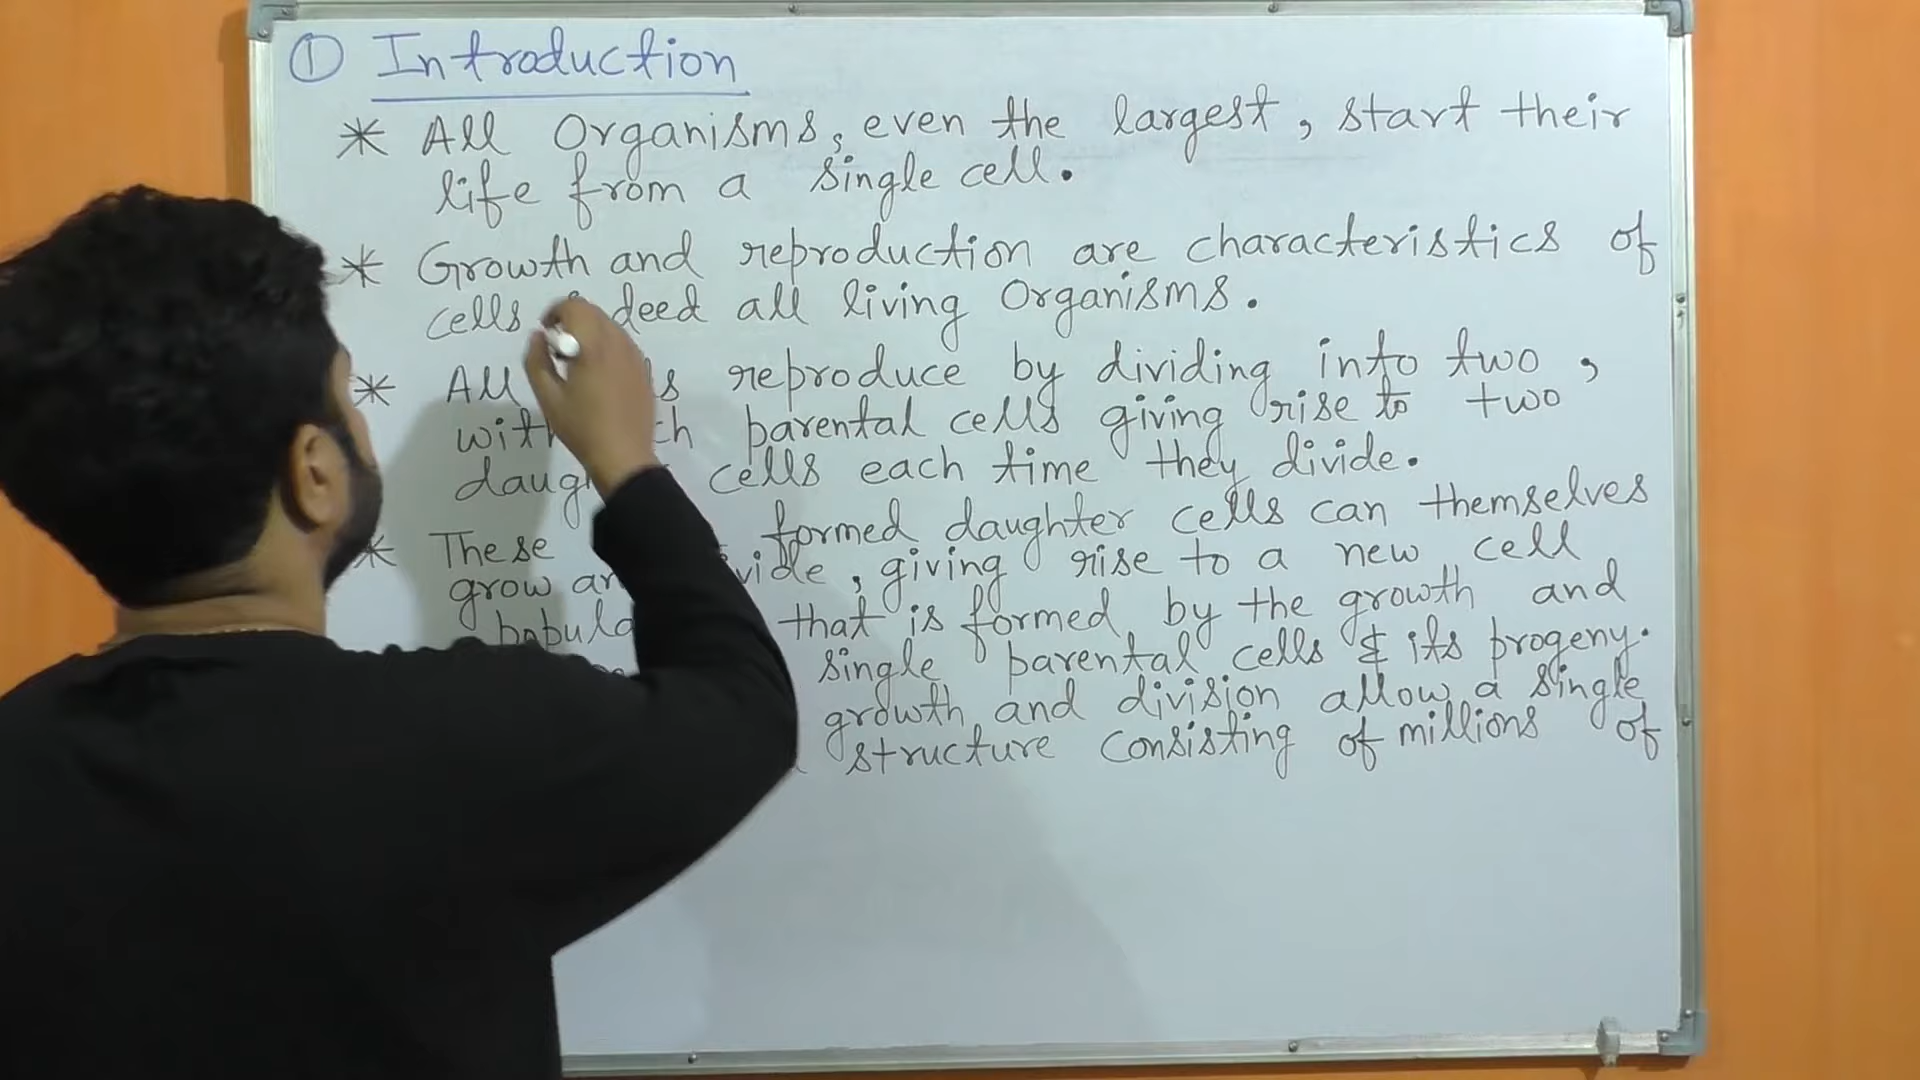 ① Introduction
* All Organisms, even the largest, start their
life from a single cell.
* Growth and reproduction are characteristics of
cells deed all living Organisms.
* All reproduce by dividing into two,
parental cells giving rise to two
cells each time they divide.
* These formed daughter cells can themselves
grow , giving rise to a new cell
that is formed by the growth and
single parental cells & its progeny.
growth and division allow a single
structure consisting of millions of